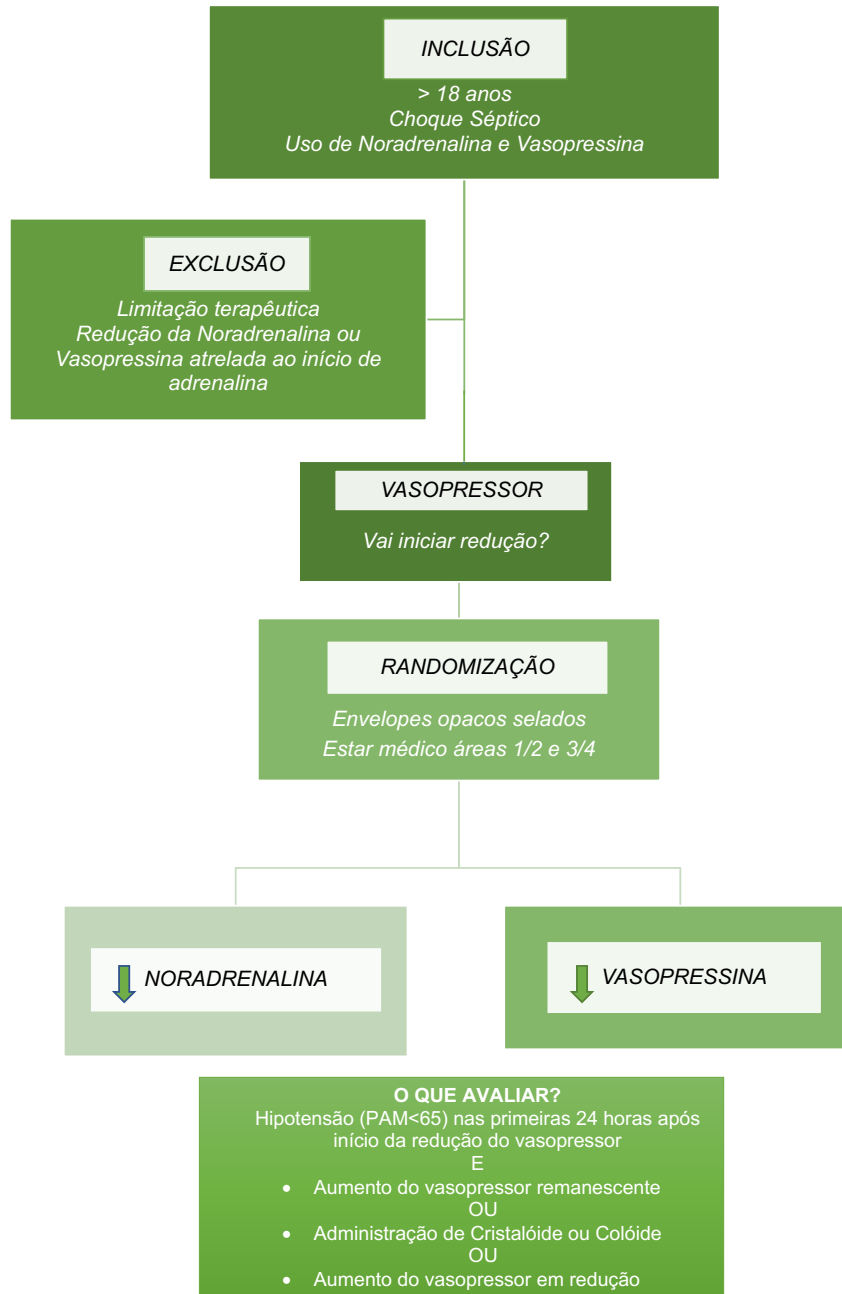 INCLUSÃO
> 18 anos
Choque Séptico
Uso de Noradrenalina e Vasopressina
EXCLUSÃO
Limitação terapêutica
Redução da Noradrenalina ou
Vasopressina atrelada ao início de
adrenalina
VASOPRESSOR
Vai iniciar redução?
RANDOMIZAÇÃO
Envelopes opacos selados
Estar médico áreas 1/2 e 3/4
NORADRENALINA
VASOPRESSINA
O QUE AVALIAR?
Hipotensão (PAM<65) nas primeiras 24 horas após
início da redução do vasopressor
E
• Aumento do vasopressor remanescente
OU
• Administração de Cristalóide ou Colóide
OU
• Aumento do vasopressor em redução